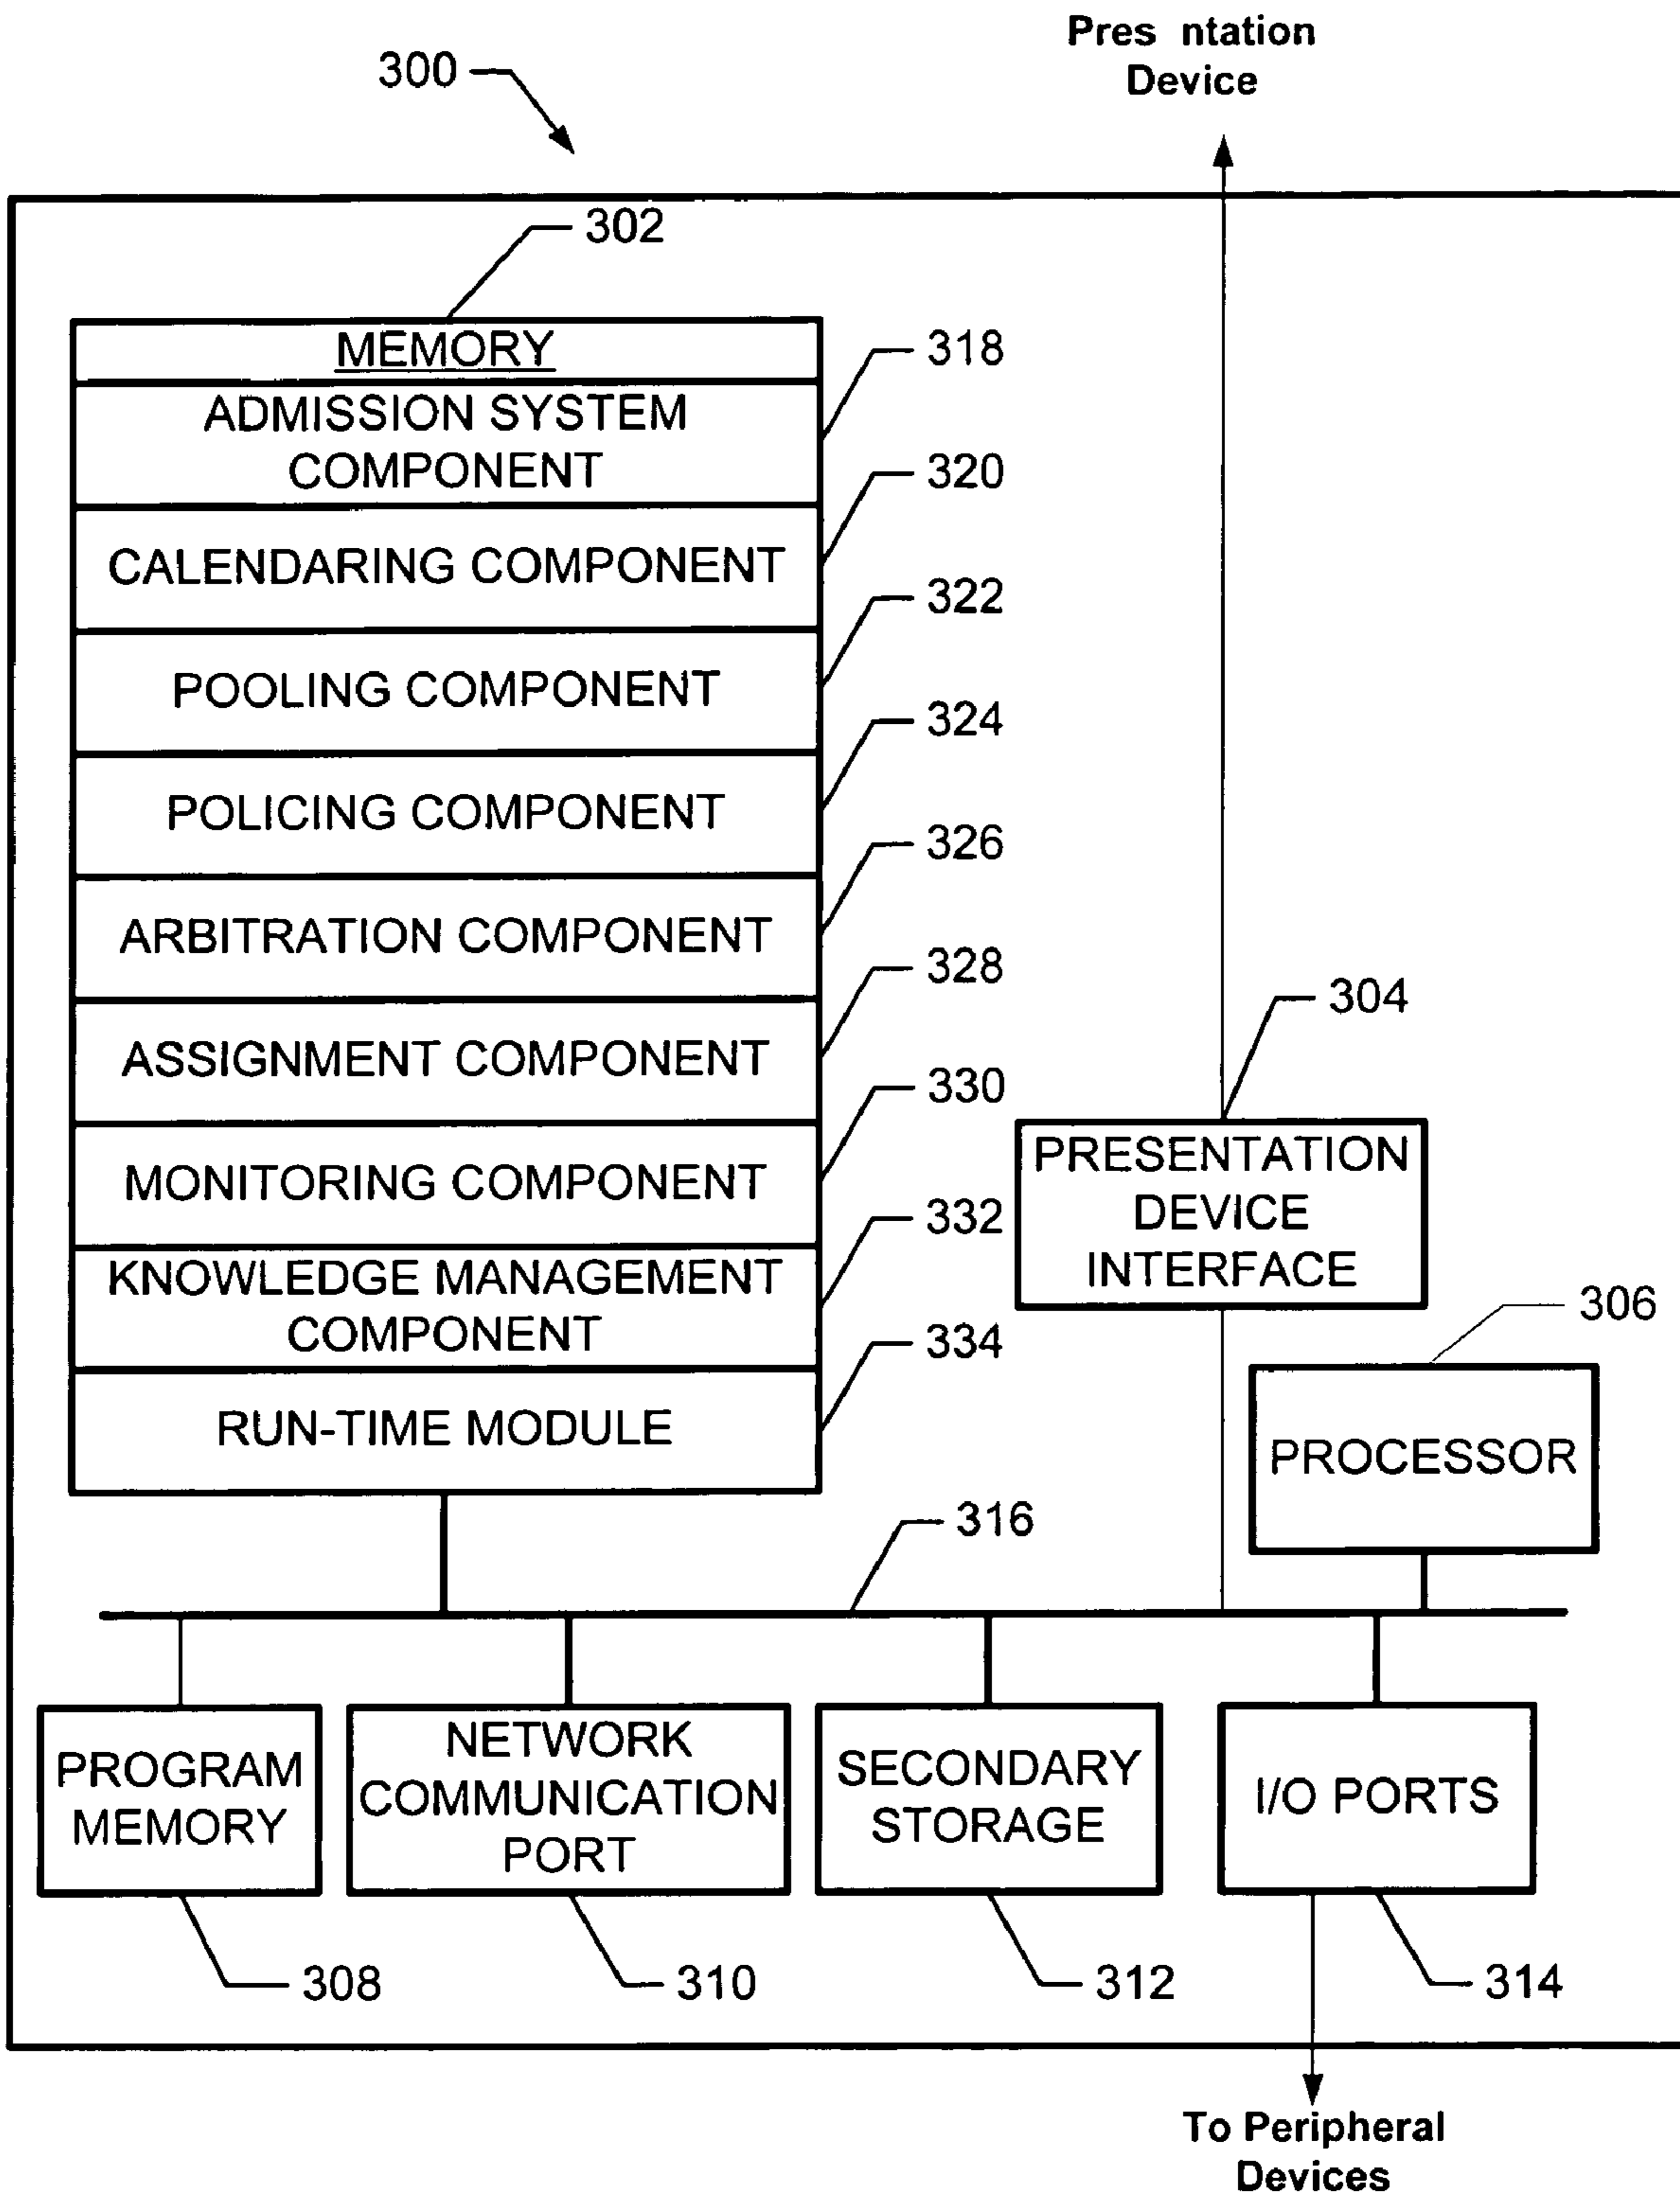 Pres ntation
Device
300
302
MEMORY
318
ADMISSION SYSTEM
COMPONENT
320
CALENDARING COMPONENT
322
POOLING COMPONENT
324
POLICING COMPONENT
326
ARBITRATION COMPONENT
328
ASSIGNMENT COMPONENT
330
MONITORING COMPONENT
332
KNOWLEDGE MANAGEMENT
COMPONENT
334
RUN-TIME MODULE
304
PRESENTATION
DEVICE
INTERFACE
306
PROCESSOR
316
PROGRAM
MEMORY
NETWORK
COMMUNICATION
PORT
SECONDARY
STORAGE
I/O PORTS
308
310
312
314
To Peripheral
Devices